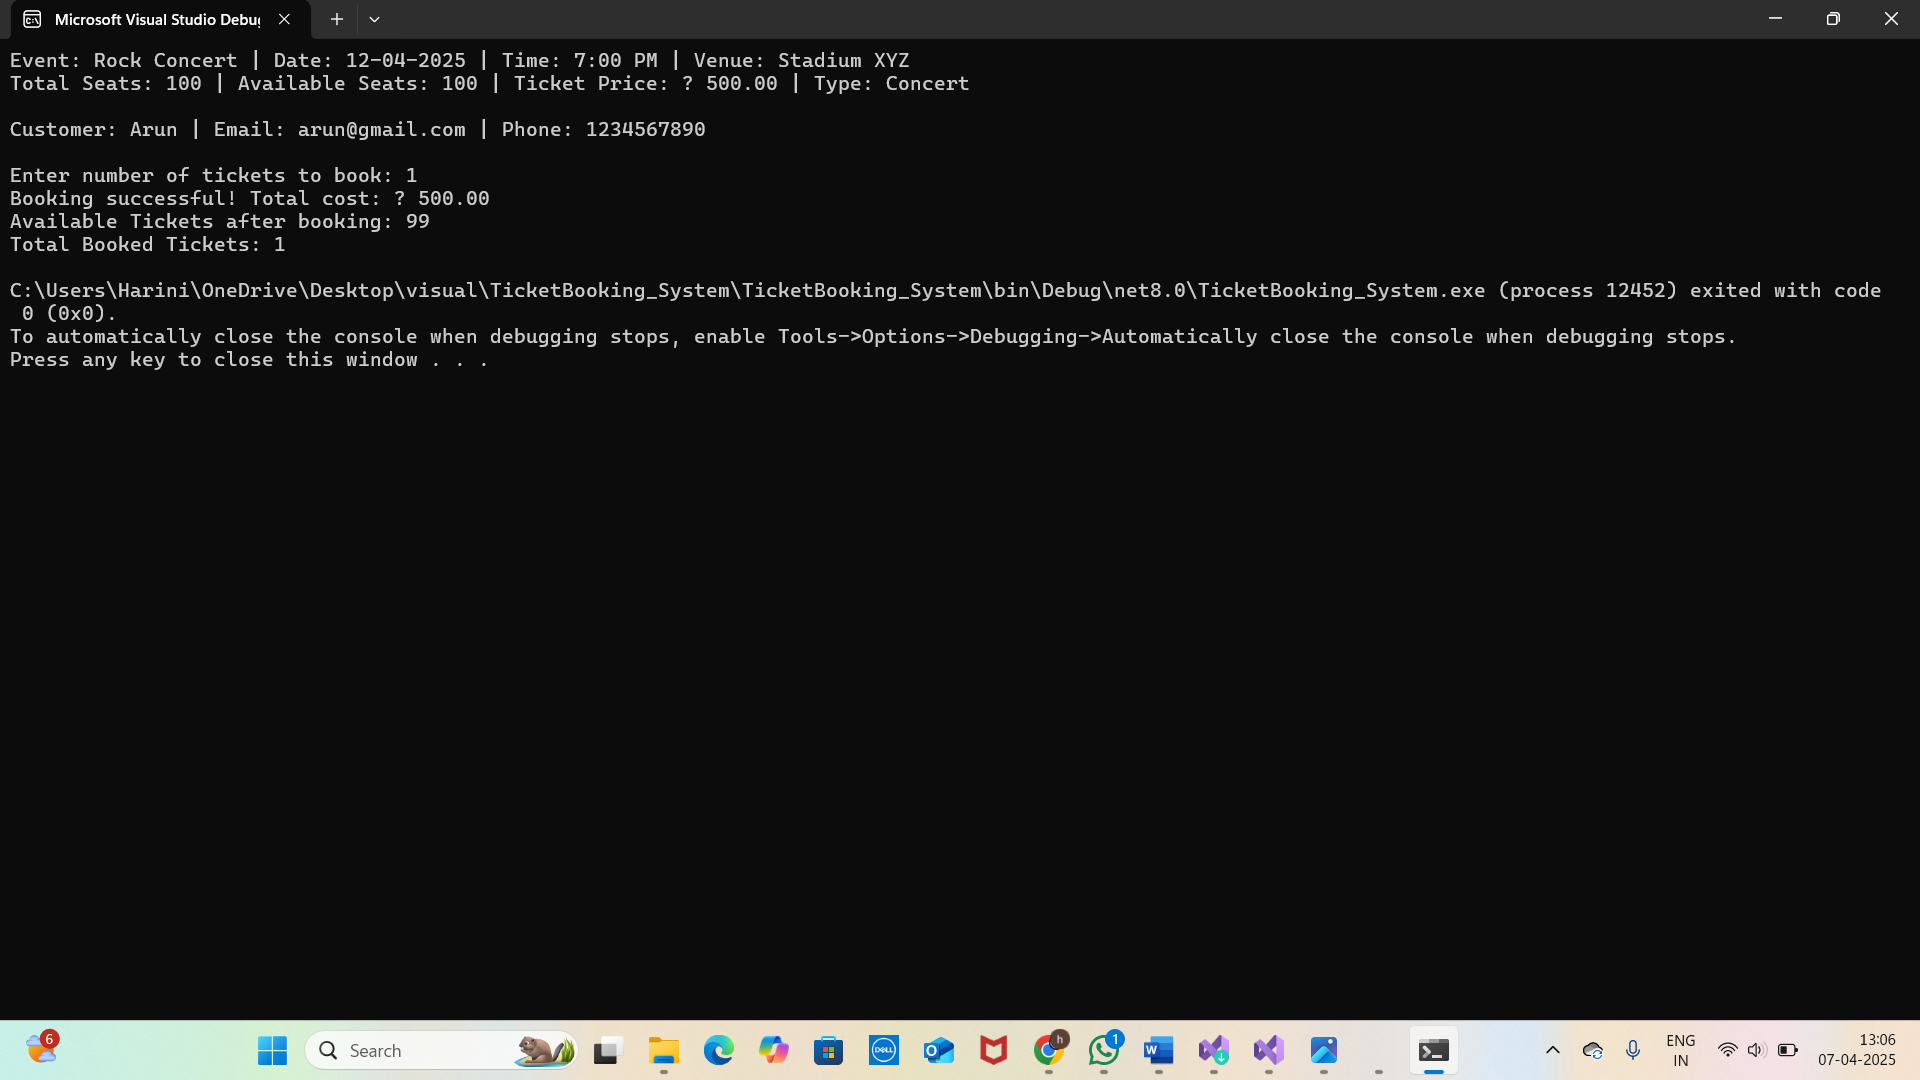 Microsoft Visual Studio Debug
Event: Rock Concert | Date: 12-04-2025 | Time: 7:00 PM | Venue: Stadium XYZ
Total Seats: 100 | Available Seats: 100 | Ticket Price: ? 500.00 | Type: Concert
Customer: Arun | Email: arun@gmail.com | Phone: 1234567890
Enter number of tickets to book: 1
Booking successful! Total cost: ? 500.00
Available Tickets after booking: 99
Total Booked Tickets: 1
C:\Users\Harini\OneDrive\Desktop\visual\TicketBooking_System\TicketBooking_System\bin\Debug\net8.0\TicketBooking_System.exe (process 12452) exited with code
0 (0x0).
To automatically close the console when debugging stops, enable Tools->Options->Debugging->Automatically close the console when debugging stops.
Press any key to close this window . . .
6
Search
DELL
h
1
ENG
IN
13:06
07-04-2025